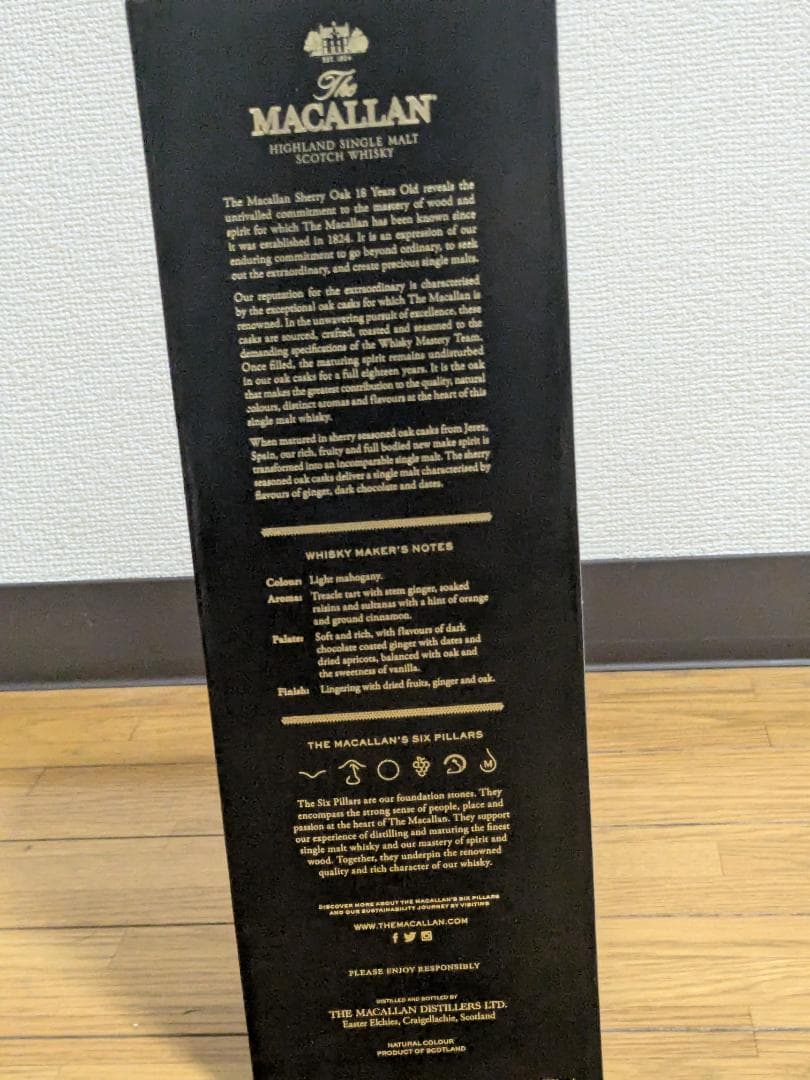 EST. 1824
The
MACALLAN
HIGHLAND SINGLE MALT
SCOTCH WHISKY
The Macallan Sherry Oak 18 Years Old reveals the
unrivalled commitment to the mastery of wood and
spirit for which The Macallan has been known since
it was established in 1824. It is an expression of our
enduring commitment to go beyond ordinary, to seek
out the extraordinary, and create precious single malts.
Our reputation for the extraordinary is characterised
by the exceptional oak casks for which The Macallan is
renowned. In the unwavering pursuit of excellence, these
casks are sourced, crafted, toasted and seasoned to the
demanding specifications of the Whisky Mastery Team.
Once filled, the maturing spirit remains undisturbed
in our oak casks for a full eighteen years. It is the oak
that makes the greatest contribution to the quality, natural
colours, distinct aromas and flavours at the heart of this
single malt whisky.
When matured in sherry seasoned oak casks from Jerez,
Spain, our rich, fruity and full bodied new make spirit is
transformed into an incomparable single malt. The sherry
seasoned oak casks deliver a single malt characterised by
flavours of ginger, dark chocolate and dates.
WHISKY MAKER'S NOTES
Colour: Light mahogany.
Aroma: Treacle tart with stem ginger, soaked
raisins and sultanas with a hint of orange
and ground cinnamon.
Palate: Soft and rich, with flavours of dark
chocolate coated ginger with dates and
dried apricots, balanced with oak and
the sweetness of vanilla.
Finish: Lingering with dried fruits, ginger and oak.
THE MACALLAN'S SIX PILLARS
M
The Six Pillars are our foundation stones. They
encompass the strong sense of people, place and
passion at the heart of The Macallan. They support
our experience of distilling and maturing the finest
single malt whisky and our mastery of spirit and
wood. Together, they underpin the renowned
quality and rich character of our whisky.
DISCOVER MORE ABOUT THE MACALLAN'S SIX PILLARS
AND OUR SUSTAINABILITY JOURNEY BY VISITING
WWW.THEMACALLAN.COM
PLEASE ENJOY RESPONSIBLY
DISTILLED AND BOTTLED BY
THE MACALLAN DISTILLERS LTD.
Easter Elchies, Craigellachie, Scotland
NATURAL COLOUR
PRODUCT OF SCOTLAND